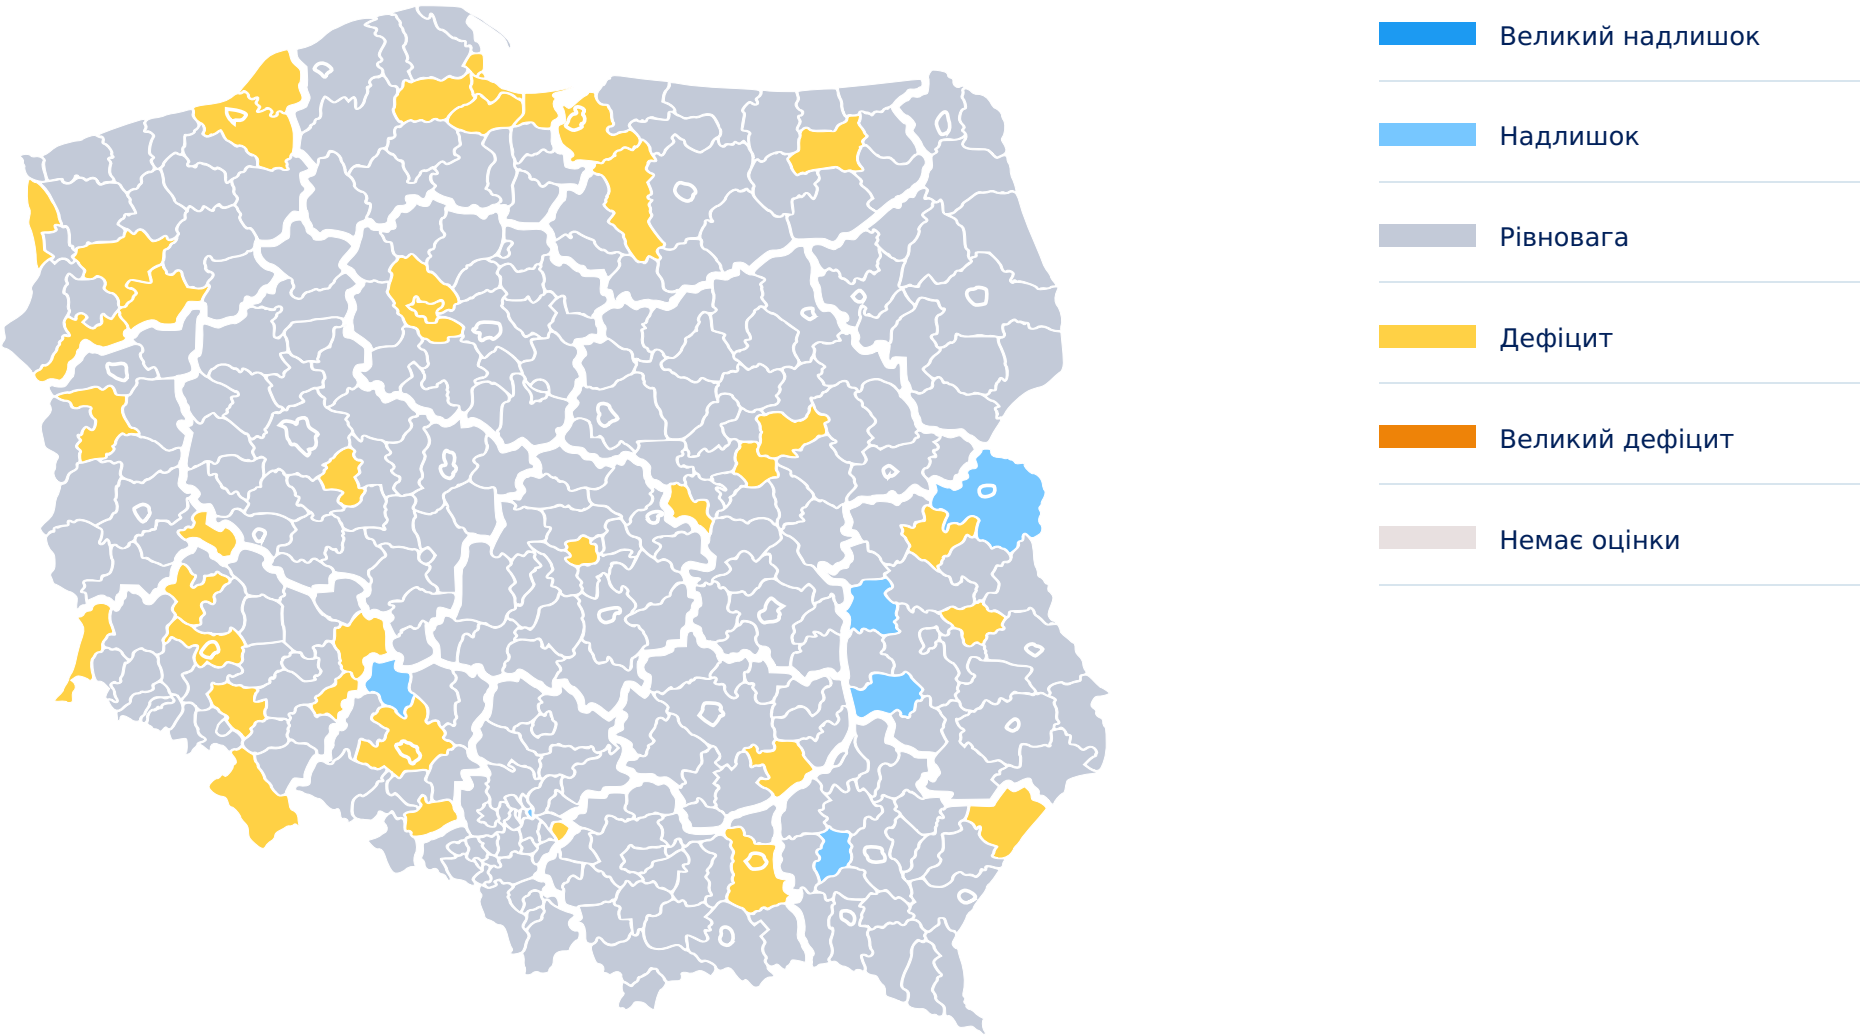 Великий надлишок
Надлишок
Рівновага
Дефіцит
Великий дефіцит
Немає оцінки